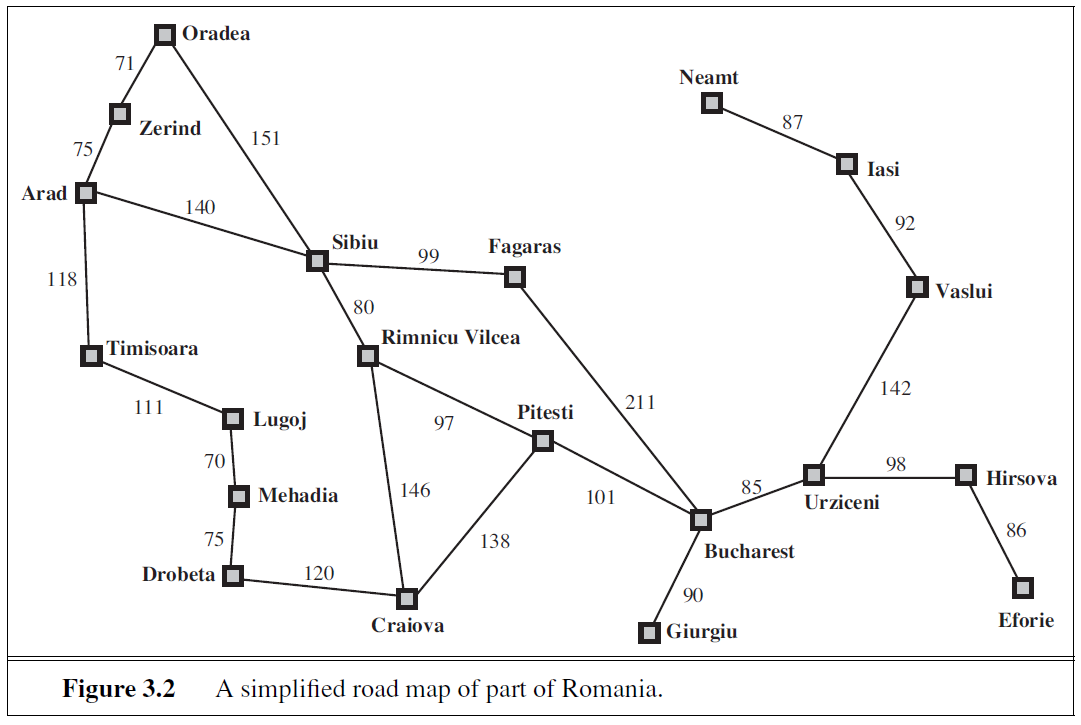 Oradea
71
Neamt
87
Zerind
151
75
Iasi
Arad
140
92
Sibiu
Fagaras
99
118
Vaslui
80
Timisoara
Rimnicu Vilcea
111
211
142
Lugoj
97
Pitesti
70
98
Hirsova
146
85
Mehadia
101
Urziceni
86
75
138
Bucharest
Drobeta
120
90
Craiova
Eforie
Giurgiu
Figure 3.2 A simplified road map of part of Romania.